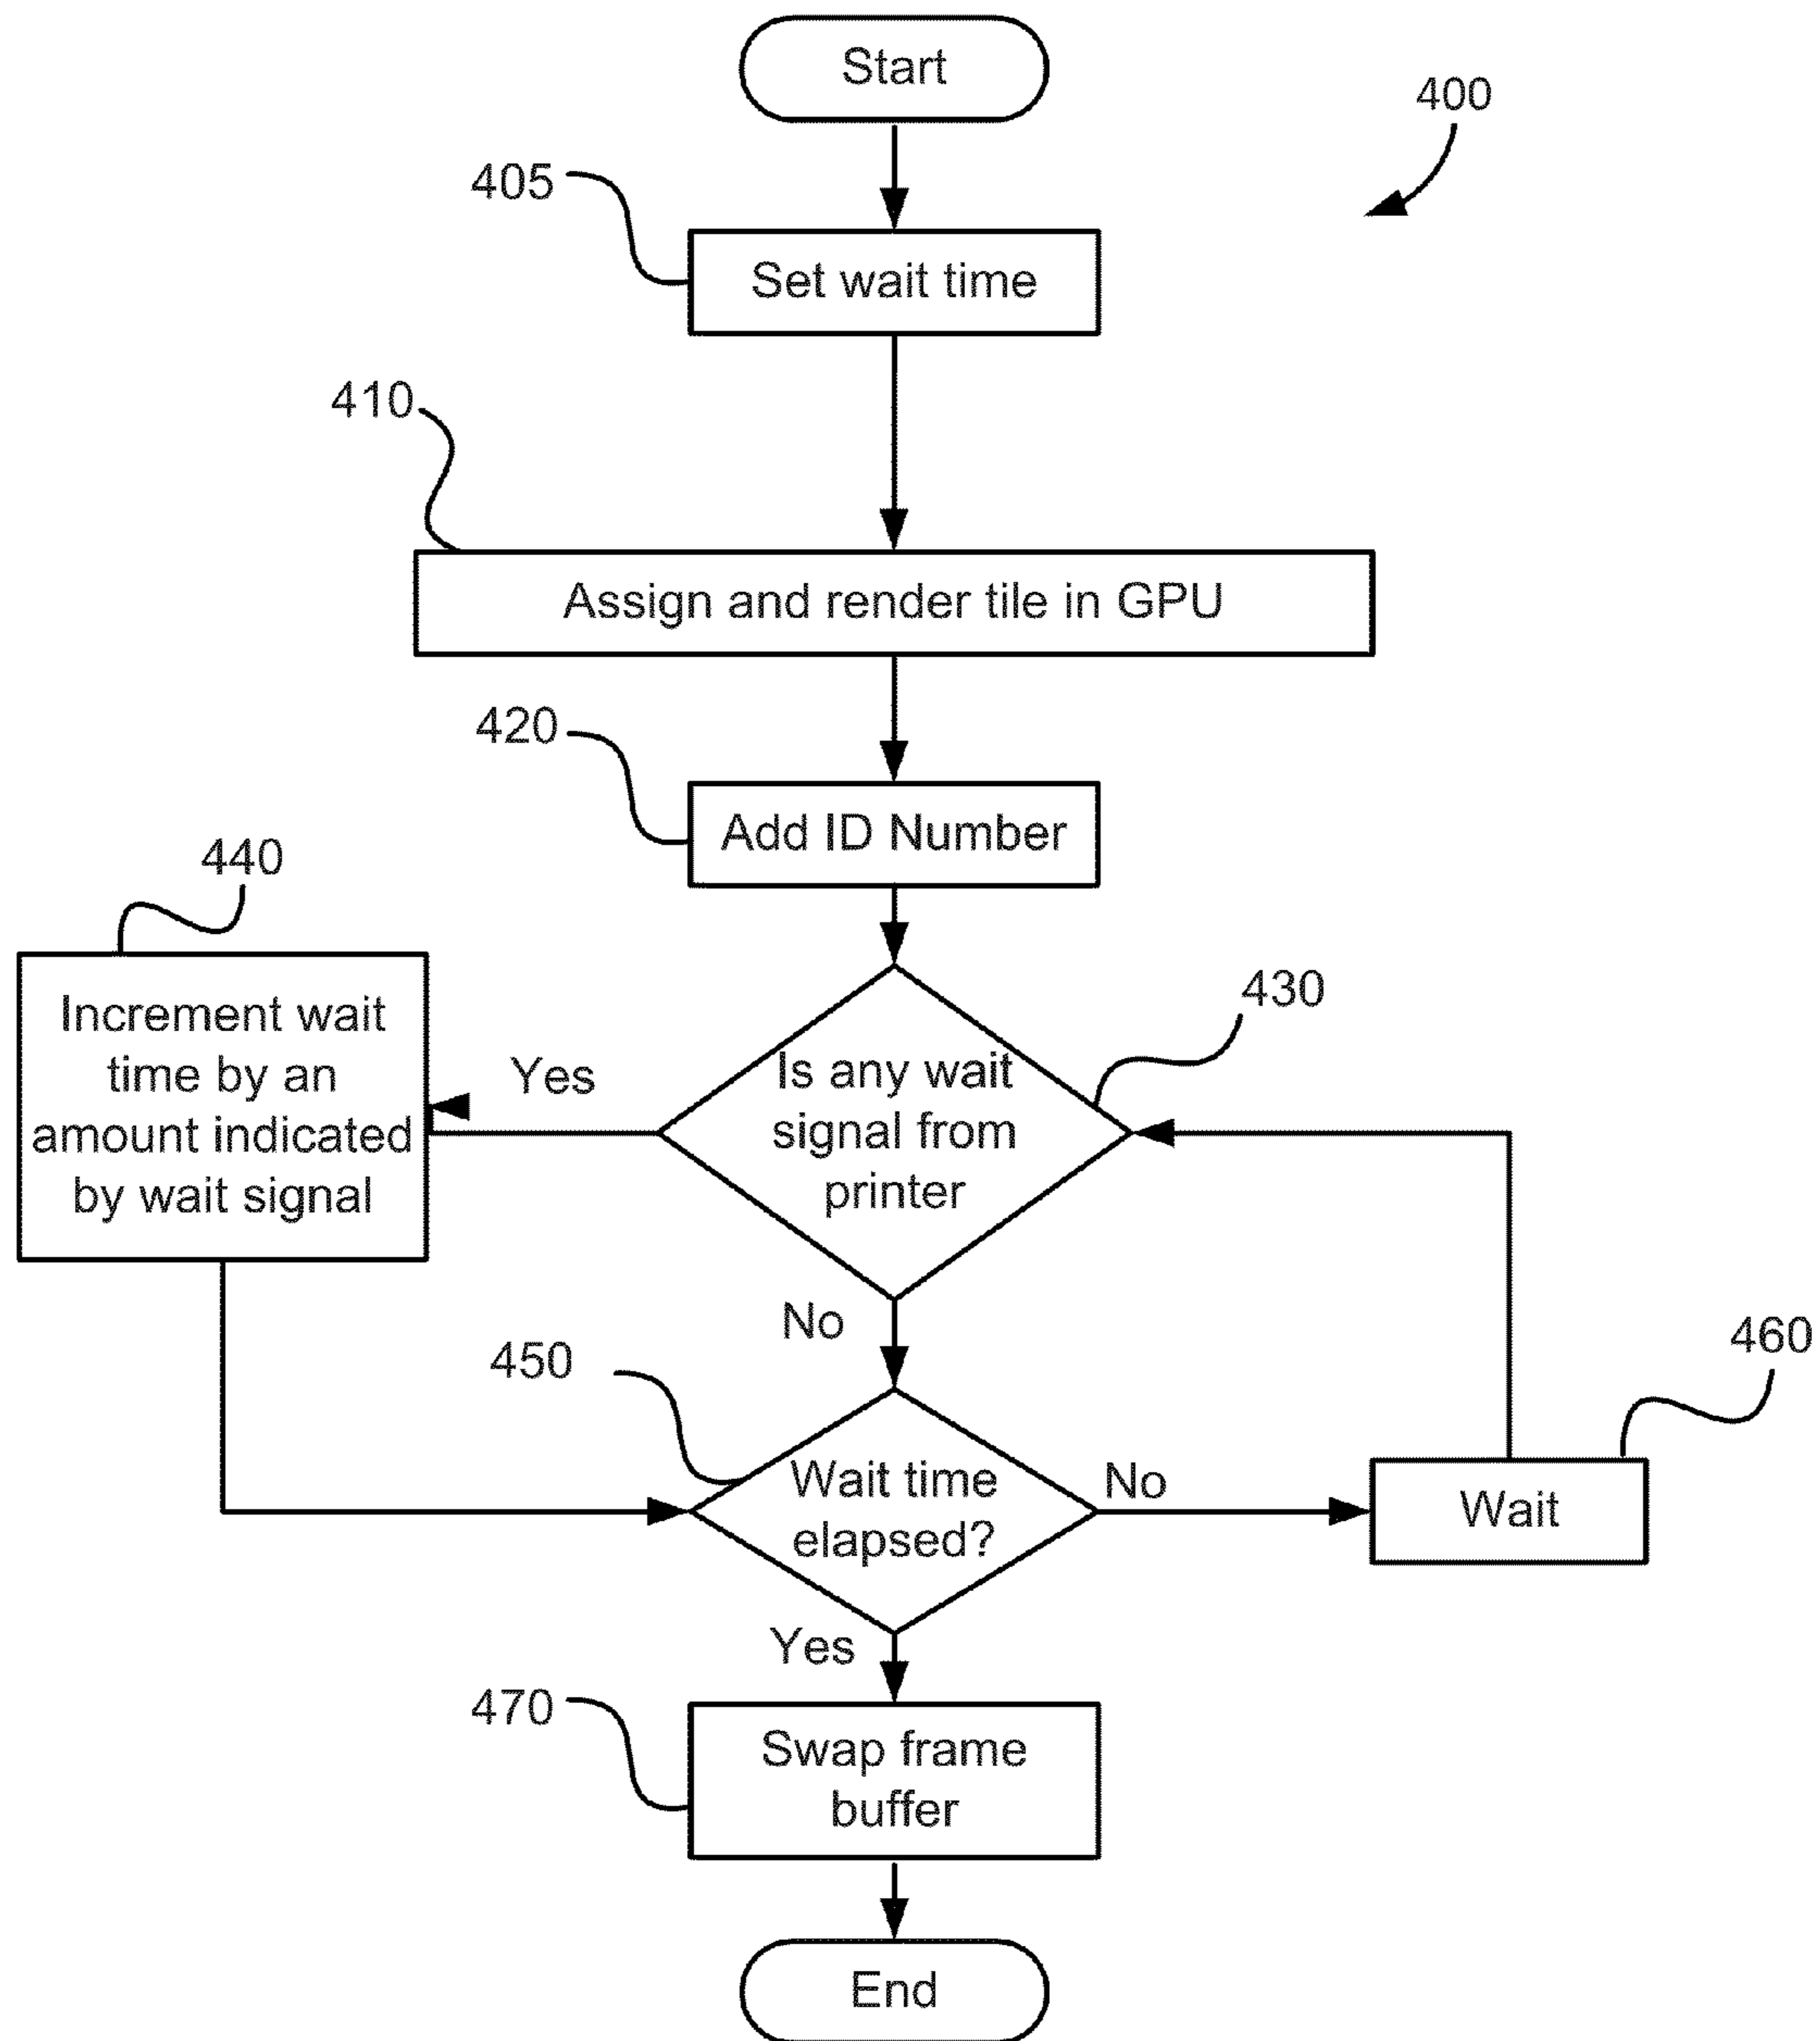 Start
400
405
Set wait time
410
Assign and render tile in GPU
420
Add ID Number
440
Increment wait
time by an
amount indicated
by wait signal
430
Yes
Is any wait
signal from
printer
No
450
460
Wait time
elapsed?
No
Wait
Yes
470
Swap frame
buffer
End